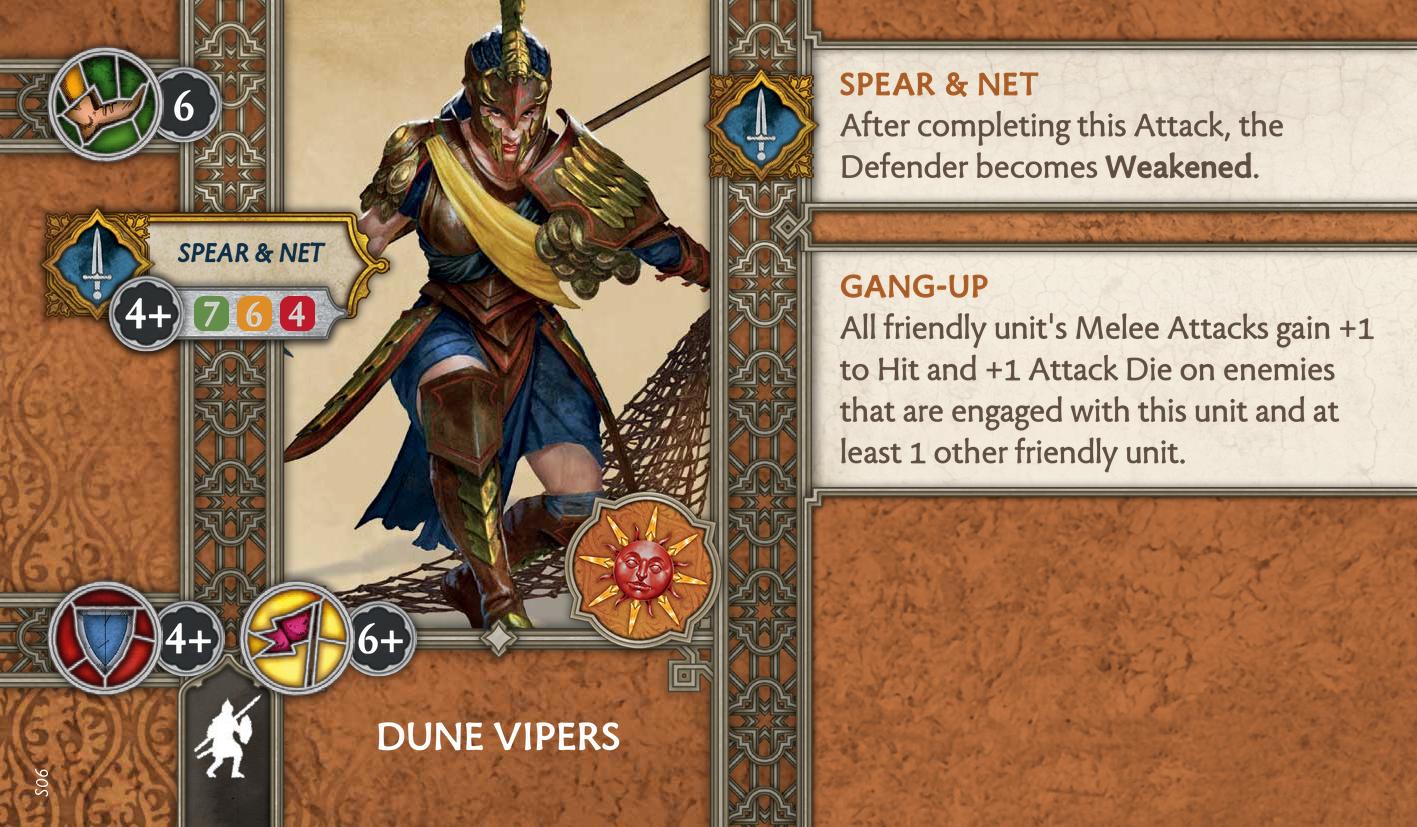 6
SPEAR & NET
4+ 7 6 4
4+ 6+
DUNE VIPERS
S06
SPEAR & NET
After completing this Attack, the
Defender becomes Weakened.
GANG-UP
All friendly unit's Melee Attacks gain +1
to Hit and +1 Attack Die on enemies
that are engaged with this unit and at
least 1 other friendly unit.